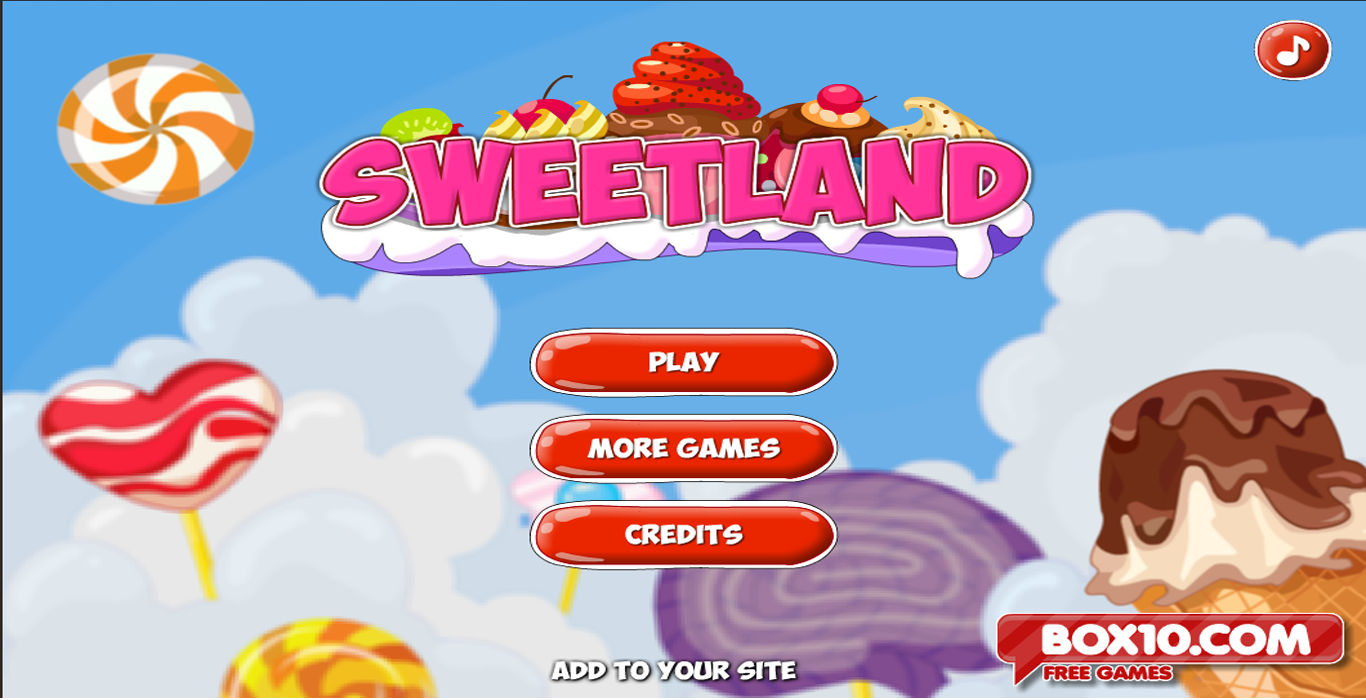 SWEETLAND
PLAY
MORE GAMES
CREDITS
ADD TO YOUR SITE
BOX10.COM
FREE GAMES